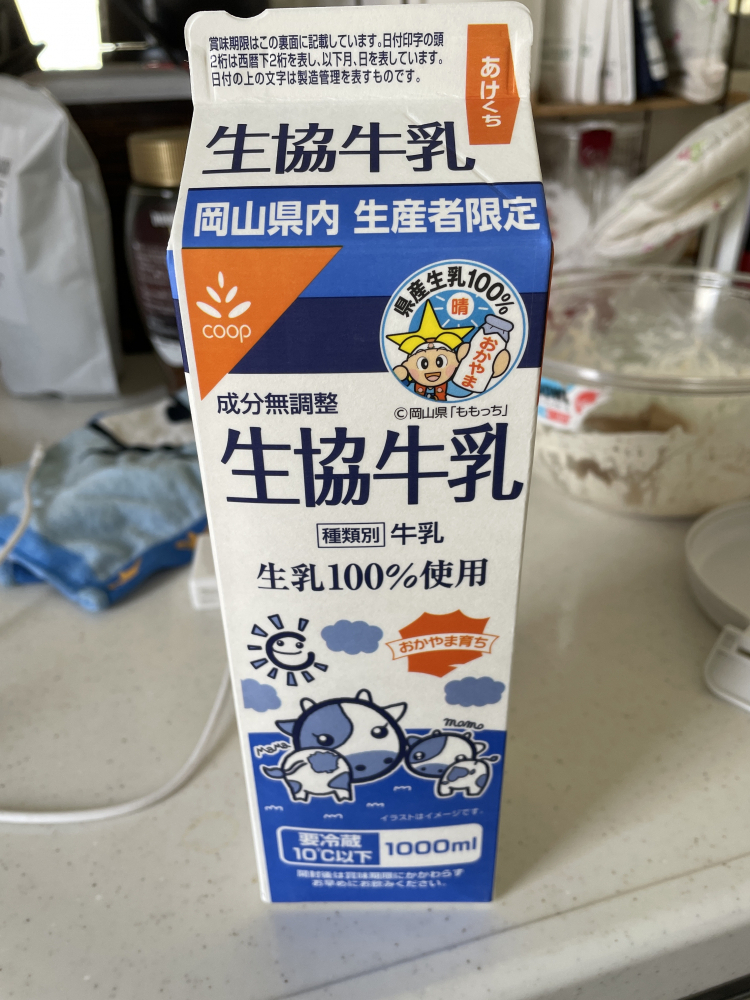 賞味期限はこの裏面に記載しています。日付印字の頭
2桁は西暦下2桁を表し、以下月、日を表しています。
日付の上の文字は製造管理を表すものです。
あけくち
生協牛乳
岡山県内 生産者限定
coop
県産生乳100%
晴
おかやま
©岡山県「ももっち」
成分無調整
生協牛乳
種類別 牛乳
生乳100%使用
おかやま育ち
mama
momo
イラストはイメージです。
要冷蔵
10℃以下
1000ml
開封後は賞味期限にかかわらず
お早めにお飲みください。